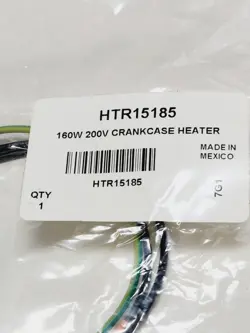 HTR15185
160W 200V CRANKCASE HEATER
MADE IN
MEXICO
HTR15185
QTY
1
7G1